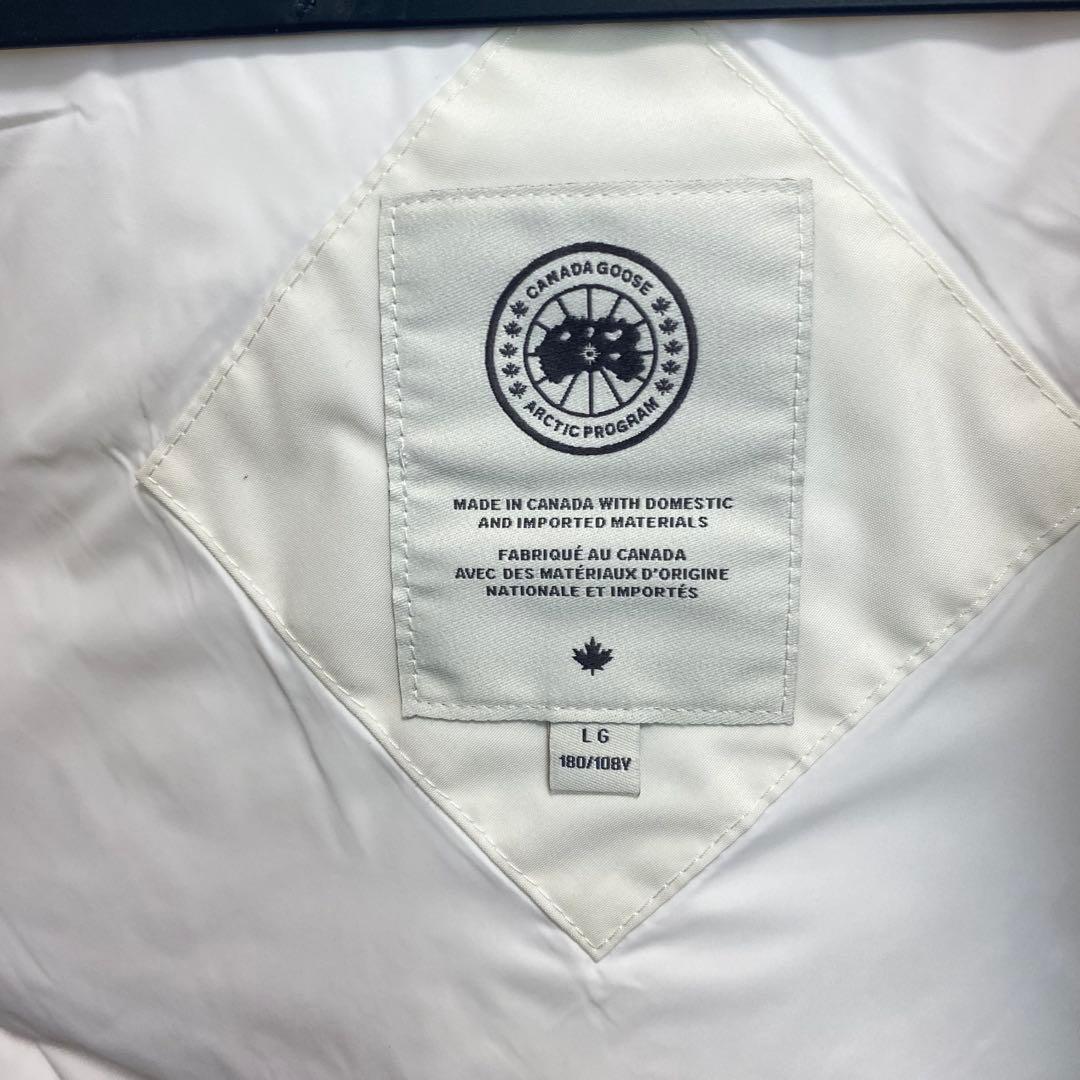 CANADA GOOSE
ARCTIC PROGRAM
MADE IN CANADA WITH DOMESTIC
AND IMPORTED MATERIALS
FABRIQUÉ AU CANADA
AVEC DES MATÉRIAUX D'ORIGINE
NATIONALE ET IMPORTÉS
LG
180/108Y